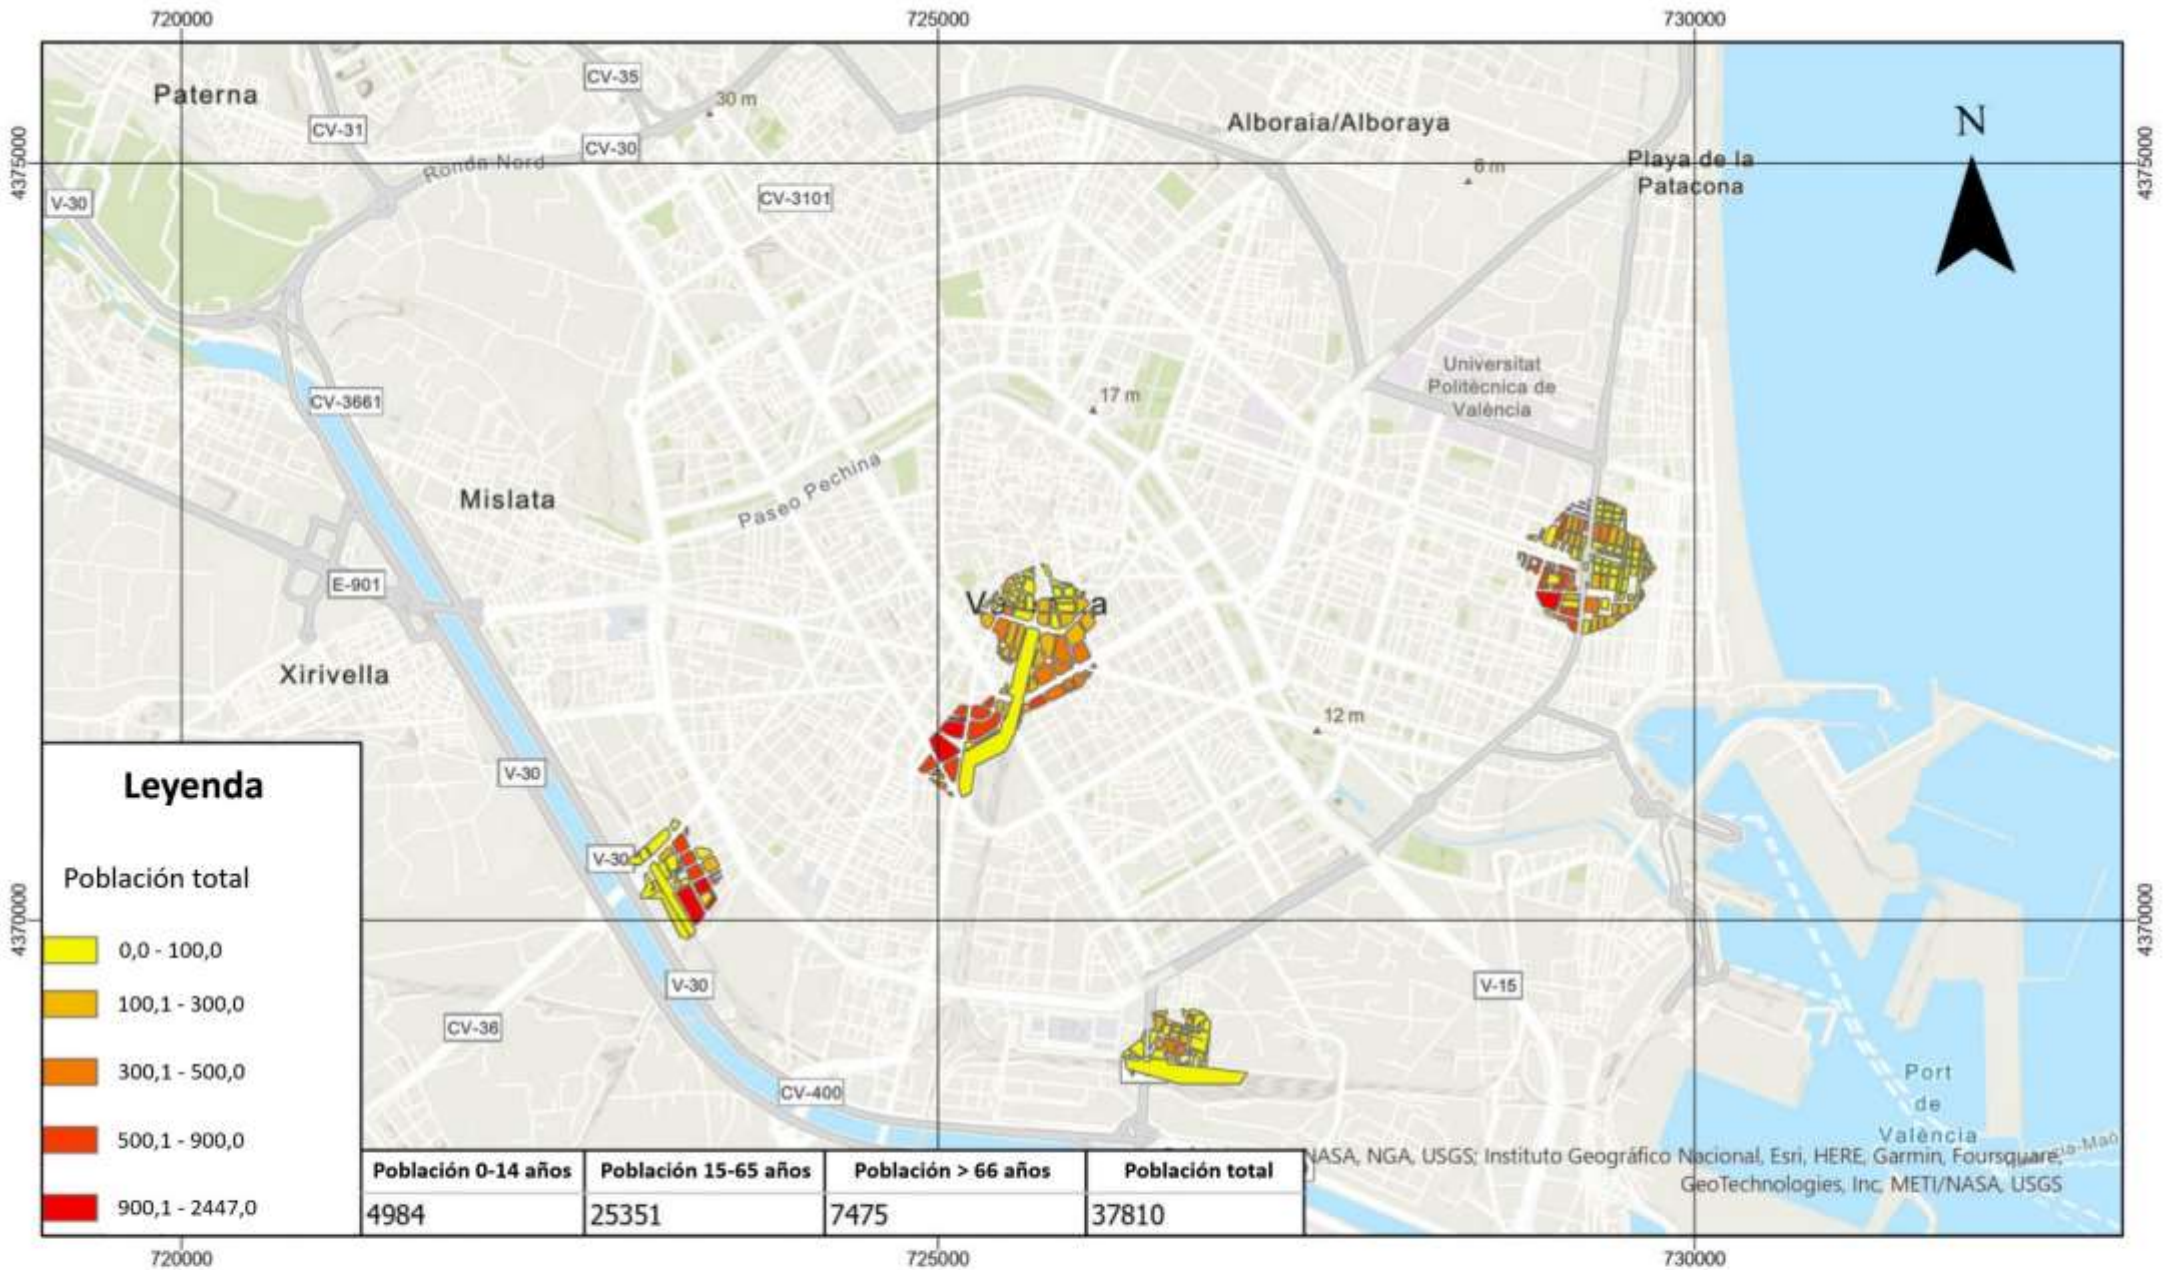 720000
725000
730000
Paterna
CV-35
30 m
CV-31
Alboraia/Alboraya
N
4375000
CV-30
Ronda Nord
Playa de la
Patacona
6 m
4375000
V-30
CV-3101
Universitat
Politècnica de
València
CV-3661
17 m
Paseo Pechina
Mislata
E-901
Xirivella
12 m
V-30
Leyenda
Población total
0,0 - 100,0
100,1 - 300,0
300,1 - 500,0
500,1 - 900,0
900,1 - 2447,0
V-30
4370000
4370000
V-30
V-15
CV-36
CV-400
Port
de
València
Población 0-14 años
Población 15-65 años
Población > 66 años
Población total
4984
25351
7475
37810
NASA, NGA, USGS; Instituto Geográfico Nacional, Esri, HERE, Garmin, Foursquare,
GeoTechnologies, Inc, METI/NASA, USGS
720000
725000
730000